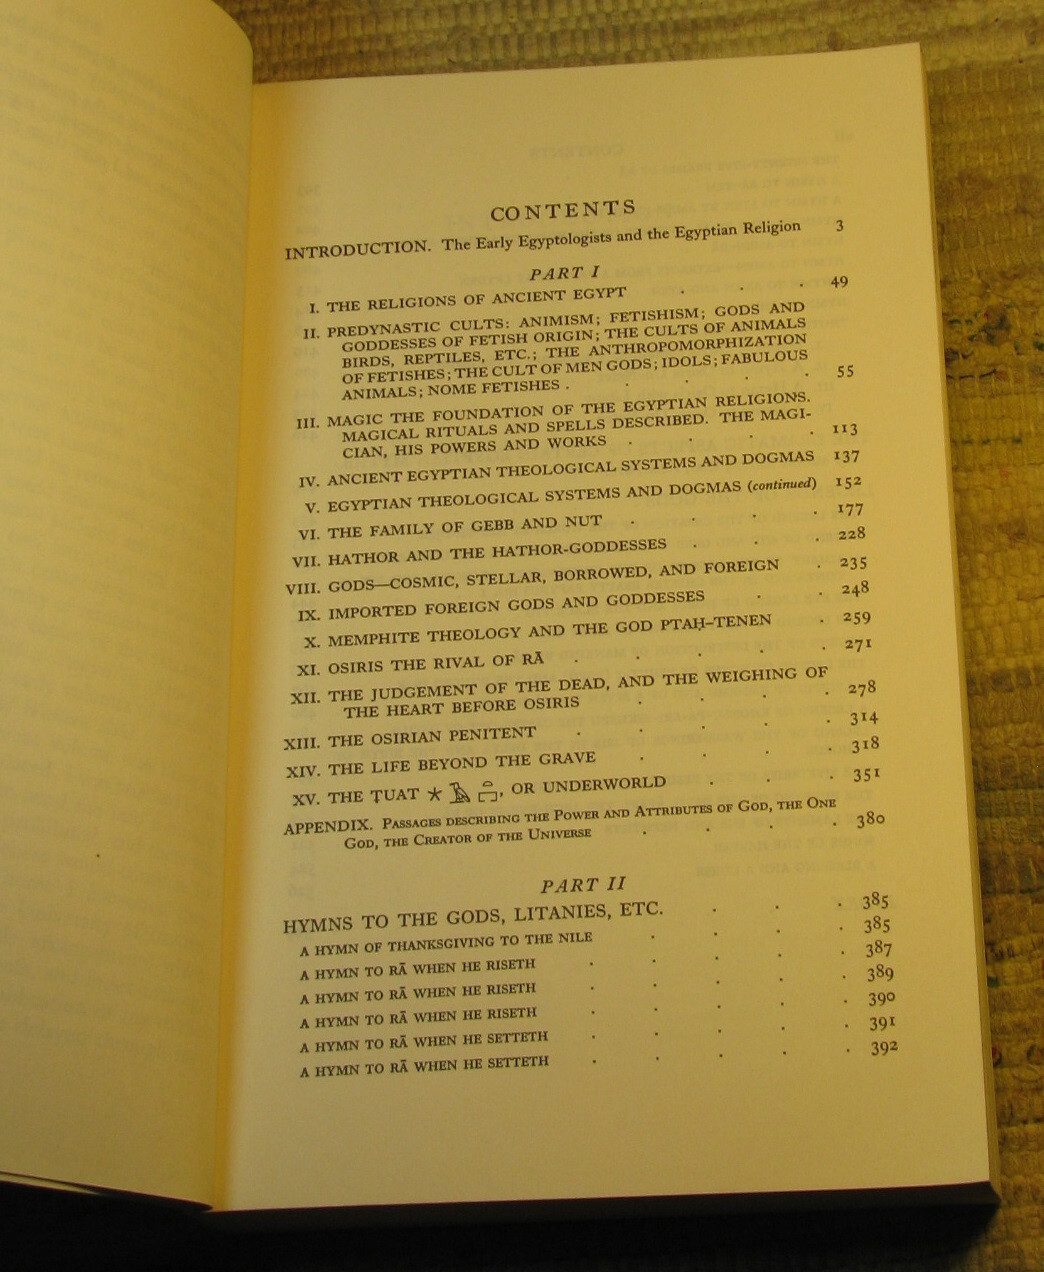 CONTENTS
INTRODUCTION. The Early Egyptologists and the Egyptian Religion 3
PART I
I. THE RELIGIONS OF ANCIENT EGYPT . . . 49
II. PREDYNASTIC CULTS: ANIMISM; FETISHISM; GODS AND
GODDESSES OF FETISH ORIGIN; THE CULTS OF ANIMALS
BIRDS, REPTILES, ETC.; THE ANTHROPOMORPHIZATION
OF FETISHES; THE CULT OF MEN GODS; IDOLS; FABULOUS
ANIMALS; NOME FETISHES . . . . . 55
III. MAGIC THE FOUNDATION OF THE EGYPTIAN RELIGIONS.
MAGICAL RITUALS AND SPELLS DESCRIBED. THE MAGI-
CIAN, HIS POWERS AND WORKS . . . . 113
IV. ANCIENT EGYPTIAN THEOLOGICAL SYSTEMS AND DOGMAS 137
V. EGYPTIAN THEOLOGICAL SYSTEMS AND DOGMAS (continued) 152
VI. THE FAMILY OF GEBB AND NUT . . . . 177
VII. HATHOR AND THE HATHOR-GODDESSES . . . 228
VIII. GODS—COSMIC, STELLAR, BORROWED, AND FOREIGN . 235
IX. IMPORTED FOREIGN GODS AND GODDESSES . . 248
X. MEMPHITE THEOLOGY AND THE GOD PTAḤ-TENEN . 259
XI. OSIRIS THE RIVAL OF RĀ . . . . . 271
XII. THE JUDGEMENT OF THE DEAD, AND THE WEIGHING OF
THE HEART BEFORE OSIRIS . . . . 278
XIII. THE OSIRIAN PENITENT . . . . . 314
XIV. THE LIFE BEYOND THE GRAVE . . . . 318
XV. THE ṬUAT, OR UNDERWORLD . . . 351
APPENDIX. PASSAGES DESCRIBING THE POWER AND ATTRIBUTES OF GOD, THE ONE
GOD, THE CREATOR OF THE UNIVERSE . . . . 380
PART II
HYMNS TO THE GODS, LITANIES, ETC. . . . 385
A HYMN OF THANKSGIVING TO THE NILE . . . . 385
A HYMN TO RĀ WHEN HE RISETH . . . . . 387
A HYMN TO RĀ WHEN HE RISETH . . . . . 389
A HYMN TO RĀ WHEN HE RISETH . . . . . 390
A HYMN TO RĀ WHEN HE SETTETH . . . . . 391
A HYMN TO RĀ WHEN HE SETTETH . . . . . 392